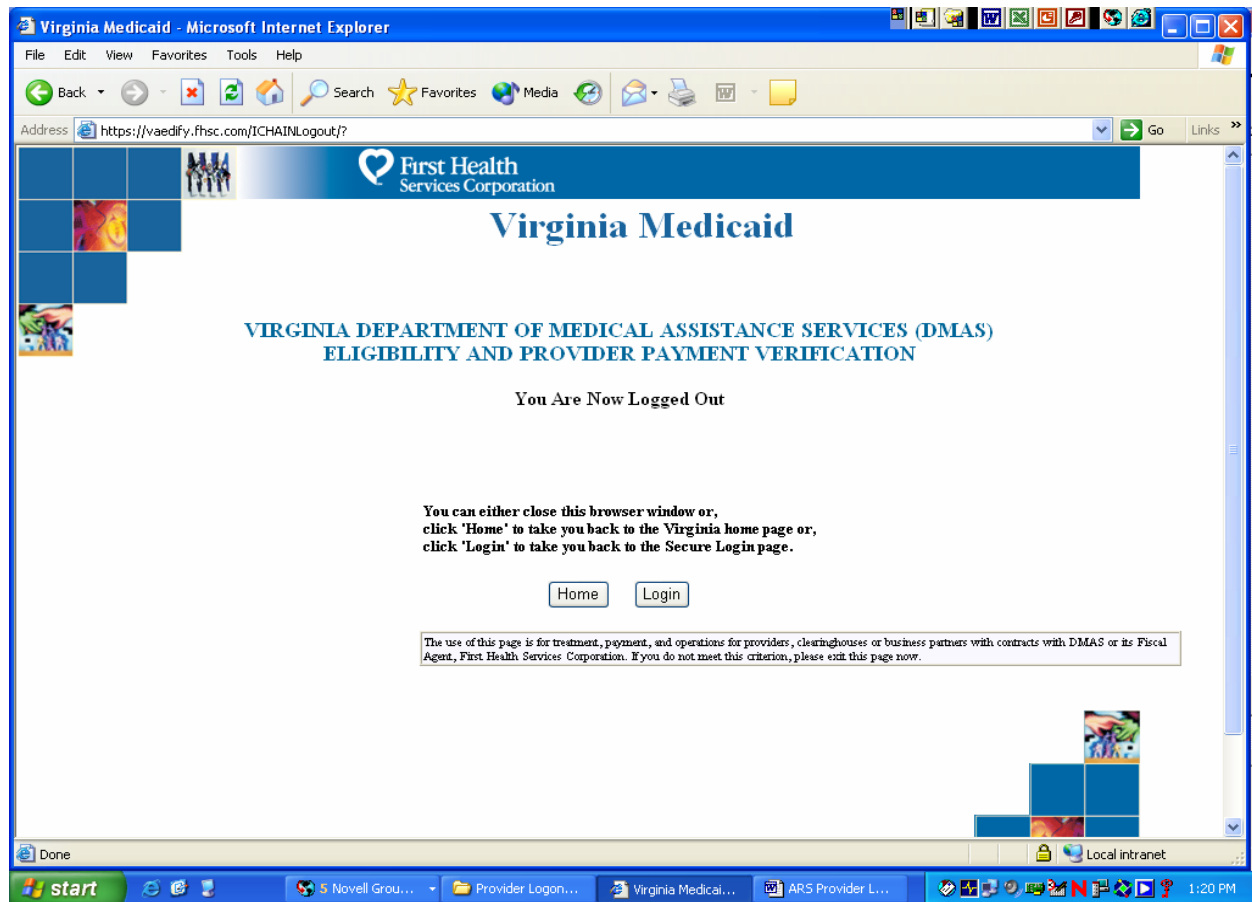 Virginia Medicaid - Microsoft Internet Explorer
File Edit View Favorites Tools Help
Back Search Favorites Media
Address https://vaedify.fhsc.com/ICHAINLogout/? Go Links »
First Health
Services Corporation
Virginia Medicaid
VIRGINIA DEPARTMENT OF MEDICAL ASSISTANCE SERVICES (DMAS)
ELIGIBILITY AND PROVIDER PAYMENT VERIFICATION
You Are Now Logged Out
You can either close this browser window or,
click 'Home' to take you back to the Virginia home page or,
click 'Login' to take you back to the Secure Login page.
Home Login
The use of this page is for treatment, payment, and operations for providers, clearinghouses or business partners with contracts with DMAS or its Fiscal
Agent, First Health Services Corporation. If you do not meet this criterion, please exit this page now.
Done Local intranet
start 5 Novell Grou... Provider Logon... Virginia Medicai... ARS Provider L... 1:20 PM